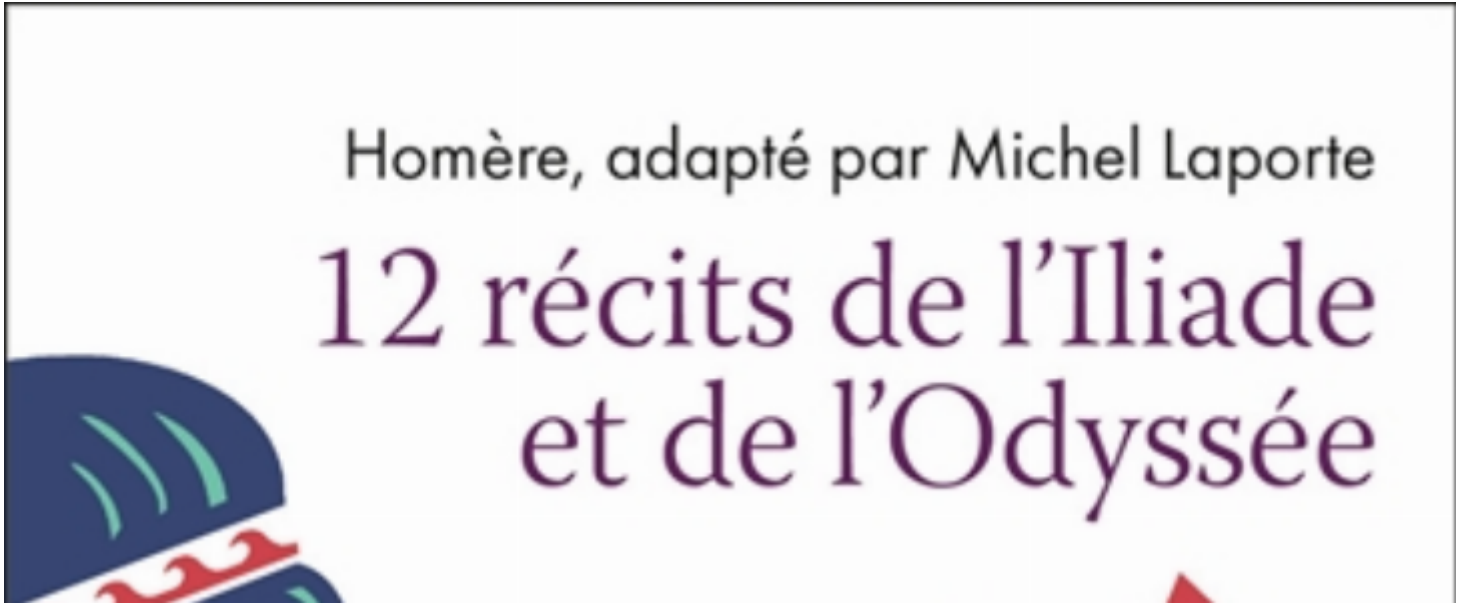 Homère, adapté par Michel Laporte
12 récits de l’Iliade
et de l’Odyssée